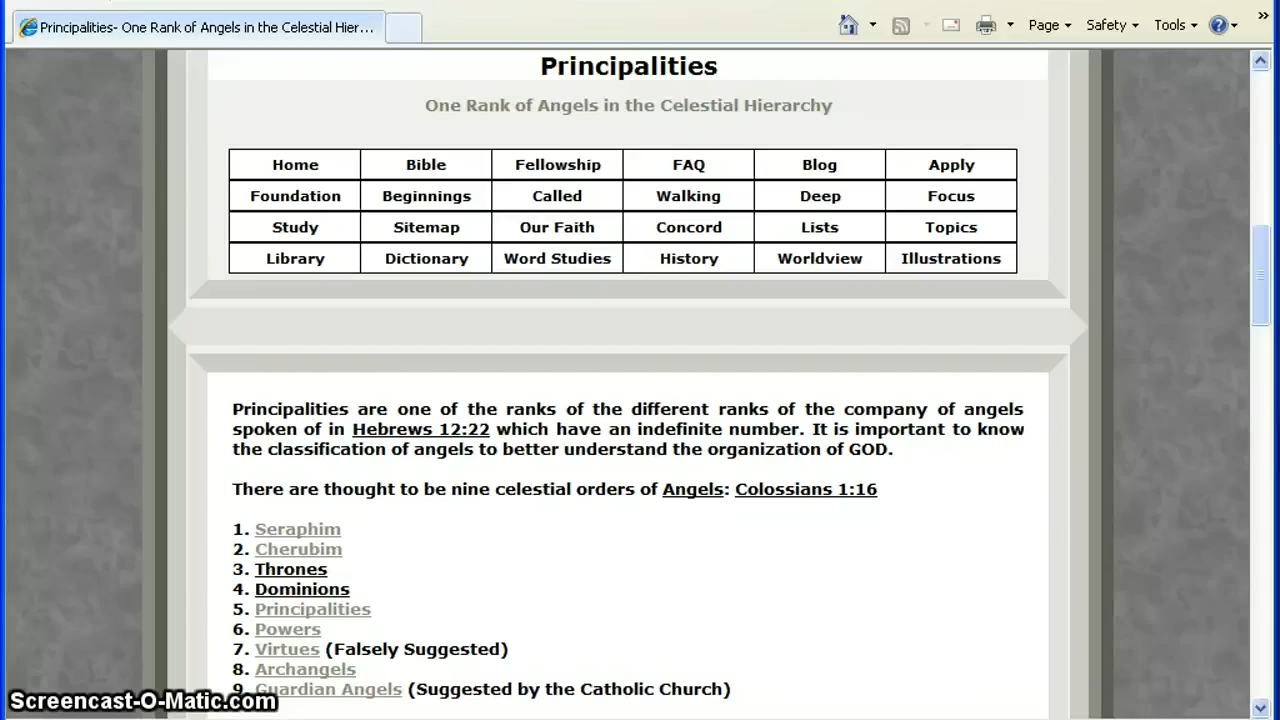 Principalities- One Rank of Angels in the Celestial Hier...
Page
Safety
Tools
Principalities
One Rank of Angels in the Celestial Hierarchy
Home Bible Fellowship FAQ Blog Apply
Foundation Beginnings Called Walking Deep Focus
Study Sitemap Our Faith Concord Lists Topics
Library Dictionary Word Studies History Worldview Illustrations
Principalities are one of the ranks of the different ranks of the company of angels
spoken of in Hebrews 12:22 which have an indefinite number. It is important to know
the classification of angels to better understand the organization of GOD.
There are thought to be nine celestial orders of Angels: Colossians 1:16
1. Seraphim
2. Cherubim
3. Thrones
4. Dominions
5. Principalities
6. Powers
7. Virtues (Falsely Suggested)
8. Archangels
9. Guardian Angels (Suggested by the Catholic Church)
Screencast-O-Matic.com